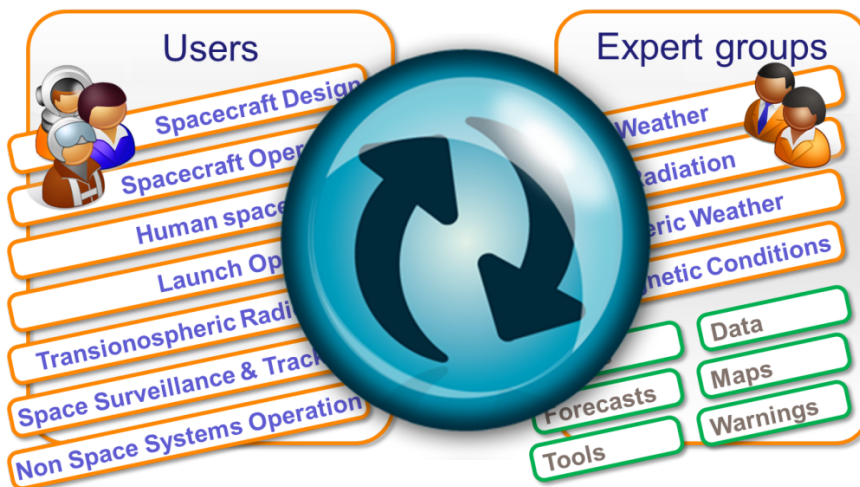 Users
Spacecraft Design
Spacecraft Oper
Human space
Launch Op
Transionospheric Radi
Space Surveillance & Track
Non Space Systems Operation
Expert groups
Weather
Radiation
eric Weather
netic Conditions
Data
Forecasts
Maps
Tools
Warnings